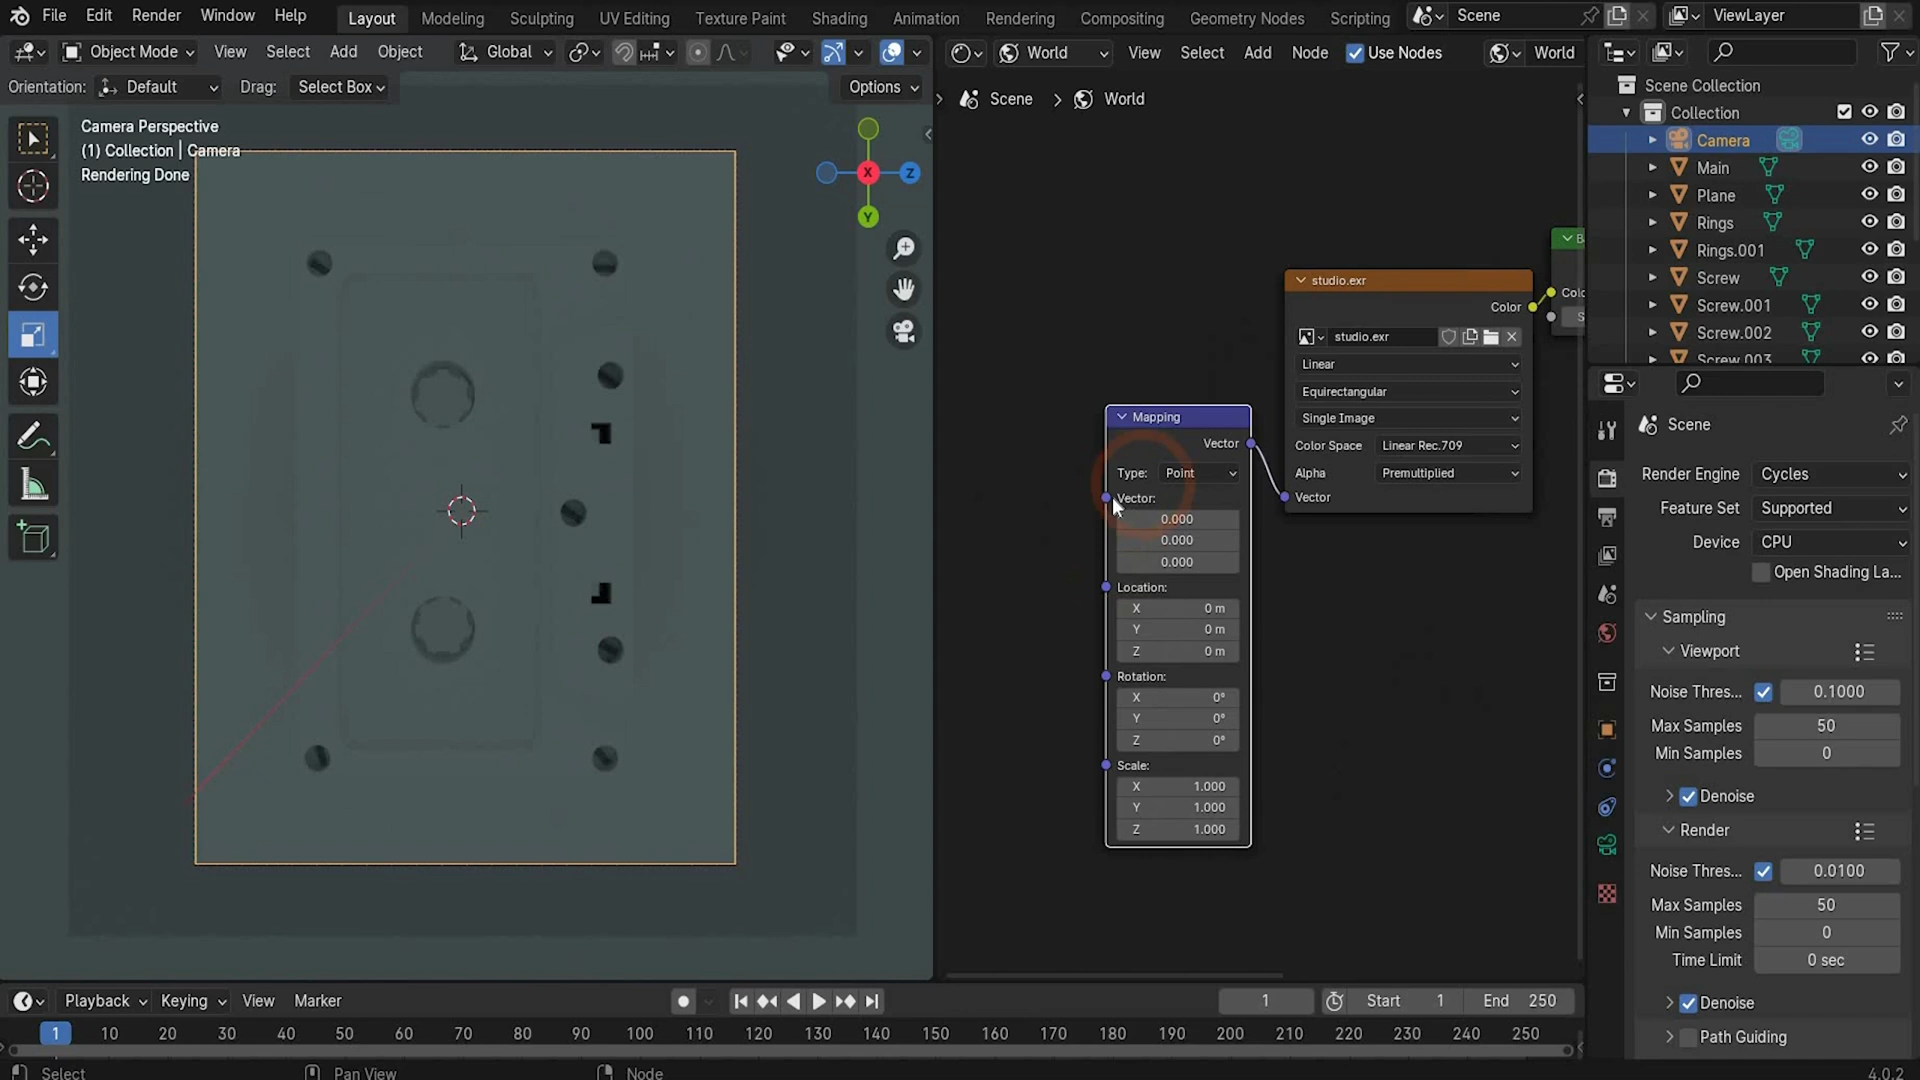 File Edit Render Window Help Layout Modeling Sculpting UV Editing Texture Paint Shading Animation Rendering Compositing Geometry Nodes Scripting Scene ViewLayer
Object Mode View Select Add Object Global World View Select Add Node Use Nodes World
Orientation: Default Drag: Select Box Options
Scene > World
Camera Perspective
(1) Collection | Camera
Rendering Done
X
Y
Z
studio.exr
Color
studio.exr
Linear
Equirectangular
Single Image
Color Space Linear Rec.709
Alpha Premultiplied
Vector
Mapping
Vector
Type: Point
Vector:
0.000
0.000
0.000
Location:
X 0 m
Y 0 m
Z 0 m
Rotation:
X 0°
Y 0°
Z 0°
Scale:
X 1.000
Y 1.000
Z 1.000
Scene Collection
Collection
Camera
Main
Plane
Rings
Rings.001
Screw
Screw.001
Screw.002
Screw.003
Scene
Render Engine Cycles
Feature Set Supported
Device CPU
Open Shading La...
Sampling
Viewport
Noise Thres... 0.1000
Max Samples 50
Min Samples 0
Denoise
Render
Noise Thres... 0.0100
Max Samples 50
Min Samples 0
Time Limit 0 sec
Denoise
Path Guiding
Playback Keying View Marker 1 Start 1 End 250
1 10 20 30 40 50 60 70 80 90 100 110 120 130 140 150 160 170 180 190 200 210 220 230 240 250
Select Pan View Node 4.0.2